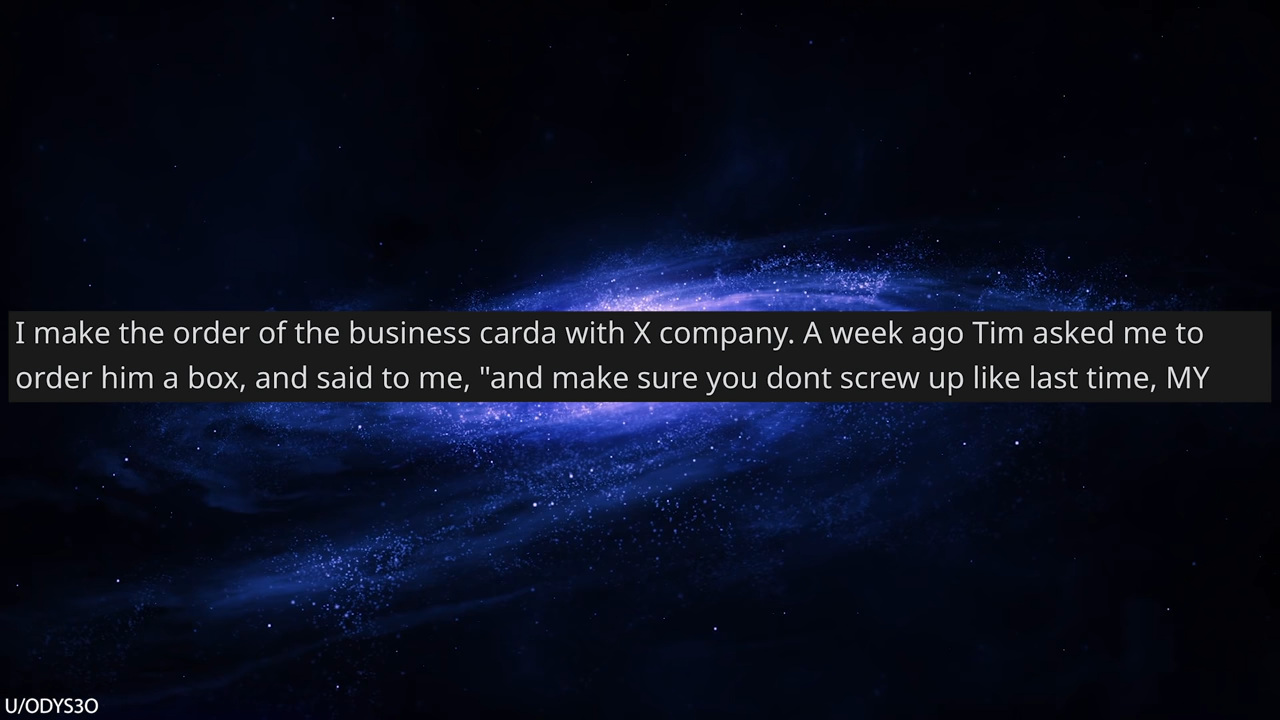 I make the order of the business carda with X company. A week ago Tim asked me to
order him a box, and said to me, "and make sure you dont screw up like last time, MY
U/ODYS3O